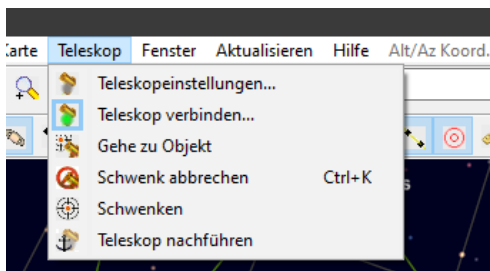 Karte Teleskop Fenster Aktualisieren Hilfe Alt/Az Koord.
Teleskopeinstellungen...
Teleskop verbinden...
Gehe zu Objekt
Schwenk abbrechen Ctrl+K
Schwenken
Teleskop nachführen